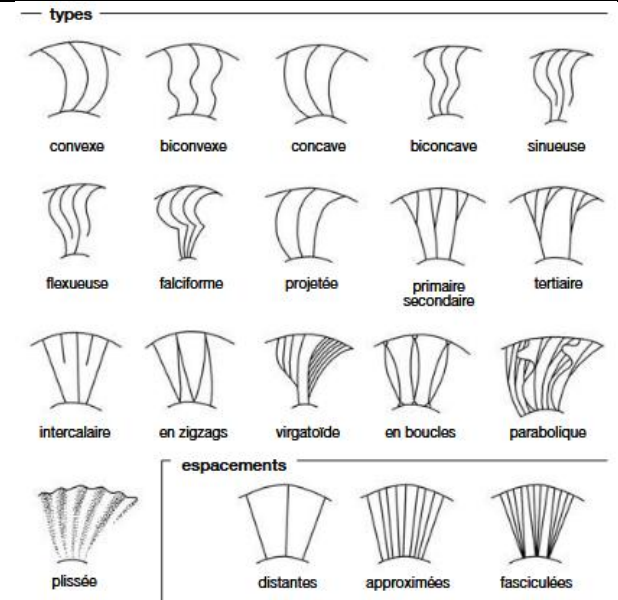 types
convexe biconvexe concave biconcave sinueuse
flexueuse falciforme projetée primaire secondaire tertiaire
intercalaire en zigzags virgatoïde en boucles parabolique
espacements
plissée distantes approximées fasciculées